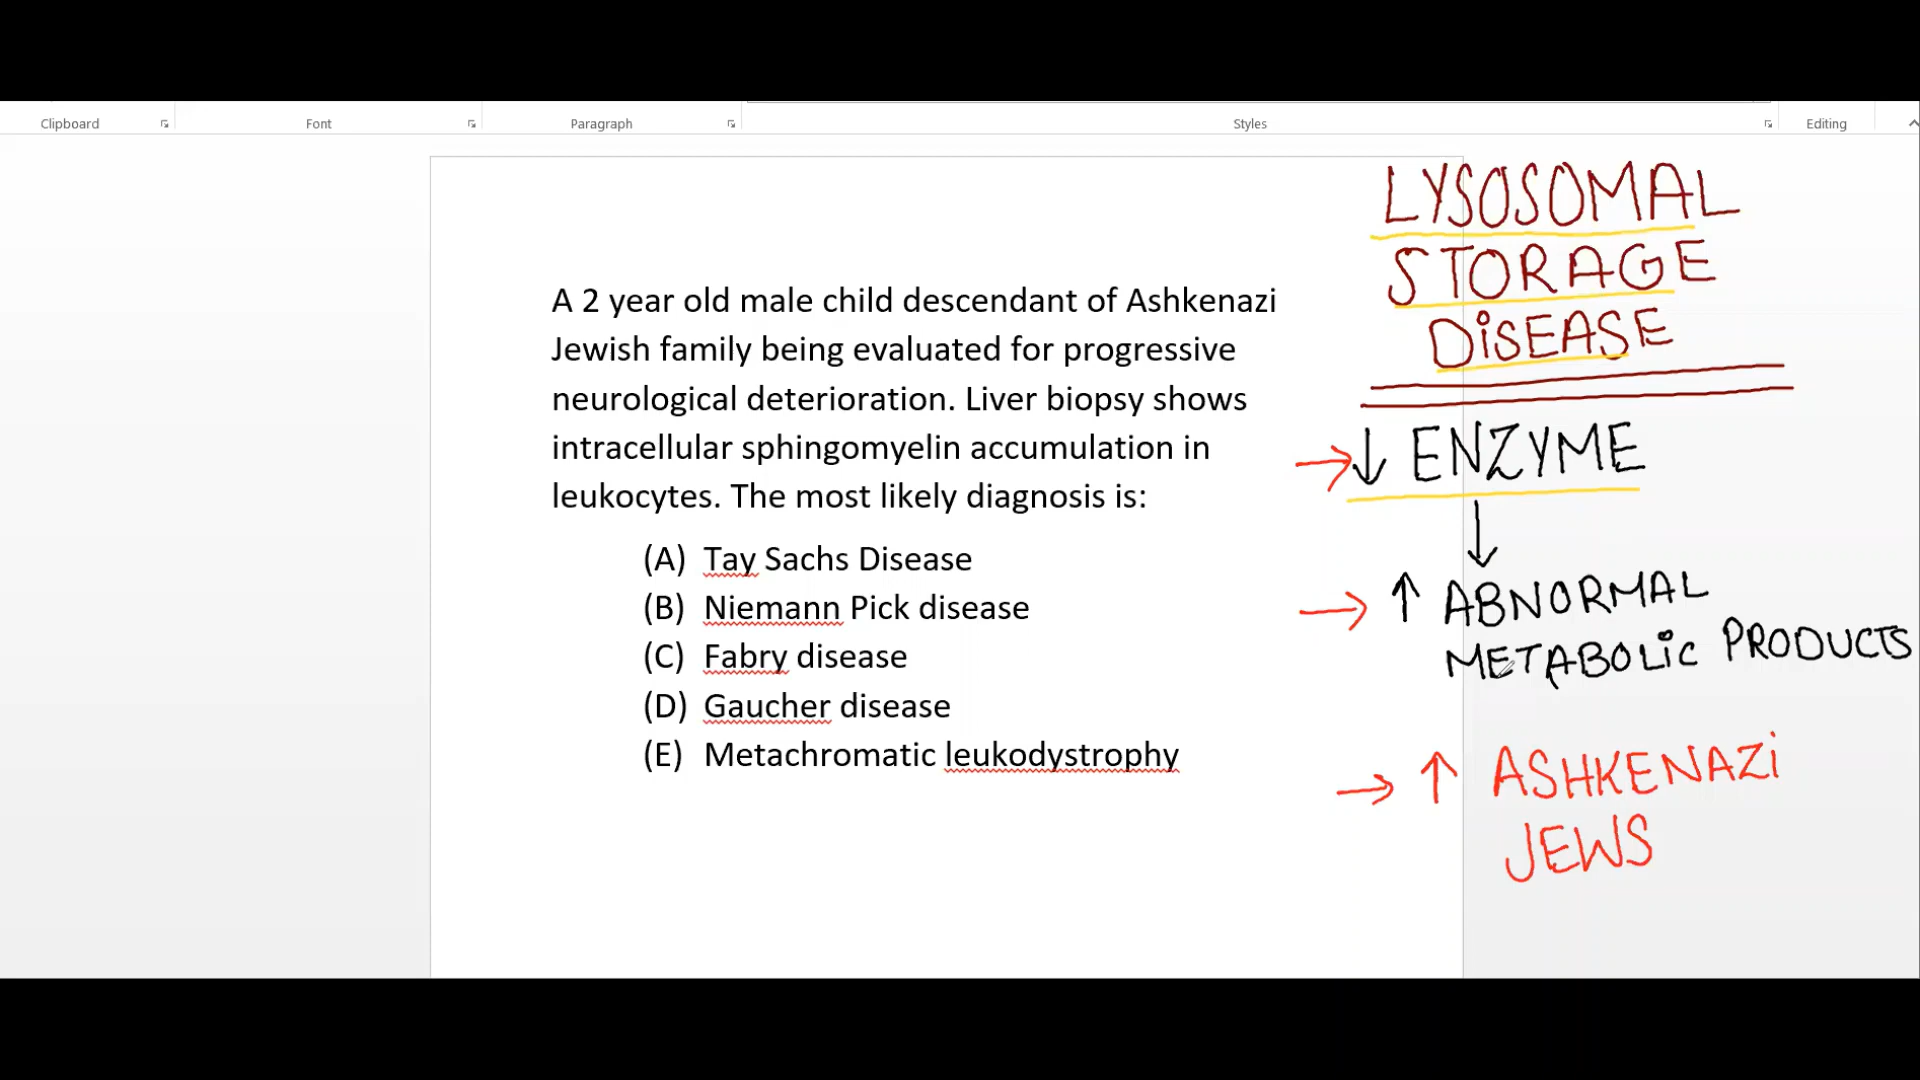 Clipboard
Font
Paragraph
Styles
Editing
A 2 year old male child descendant of Ashkenazi
Jewish family being evaluated for progressive
neurological deterioration. Liver biopsy shows
intracellular sphingomyelin accumulation in
leukocytes. The most likely diagnosis is:
(A) Tay Sachs Disease
(B) Niemann Pick disease
(C) Fabry disease
(D) Gaucher disease
(E) Metachromatic leukodystrophy
LYSOSOMAL
STORAGE
DiSEASE
→ ↓ ENZYME
↓
→ ↑ ABNORMAL
METABOLiC PRODUCTS
→ ↑ ASHKENAZi
JEWS